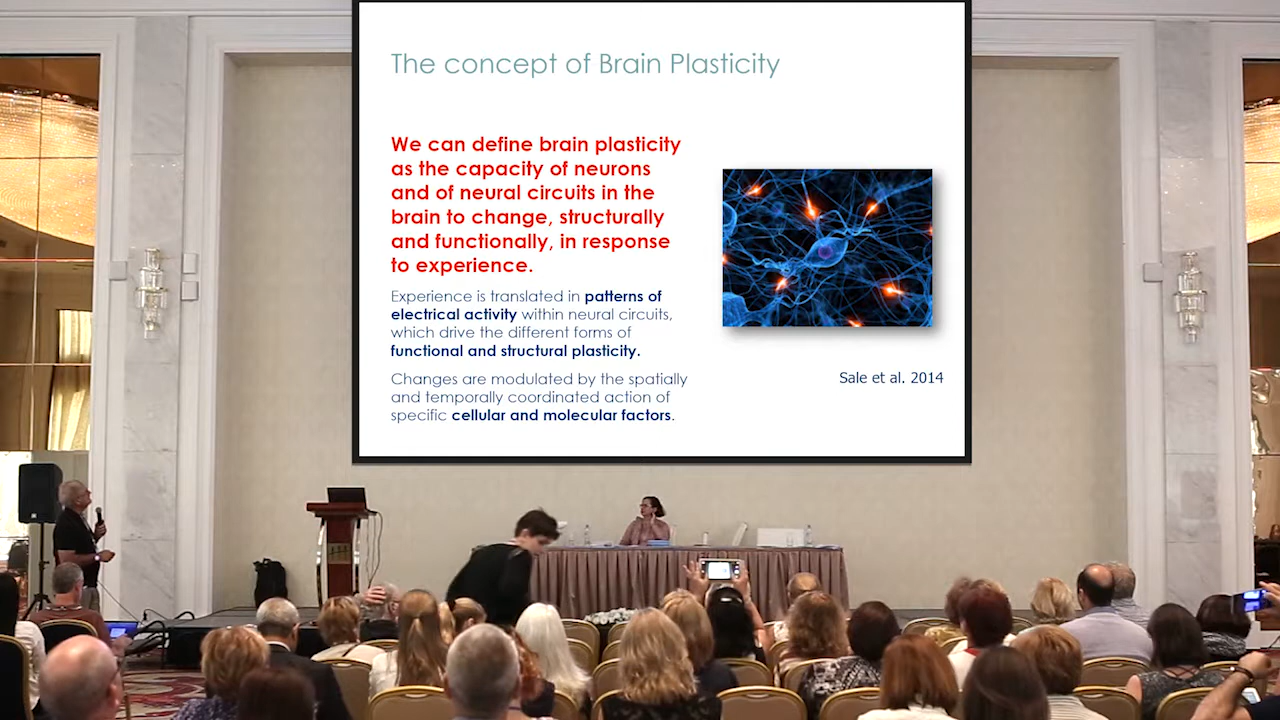 The concept of Brain Plasticity
We can define brain plasticity
as the capacity of neurons
and of neural circuits in the
brain to change, structurally
and functionally, in response
to experience.
Experience is translated in patterns of
electrical activity within neural circuits,
which drive the different forms of
functional and structural plasticity.
Changes are modulated by the spatially
and temporally coordinated action of
specific cellular and molecular factors.
Sale et al. 2014